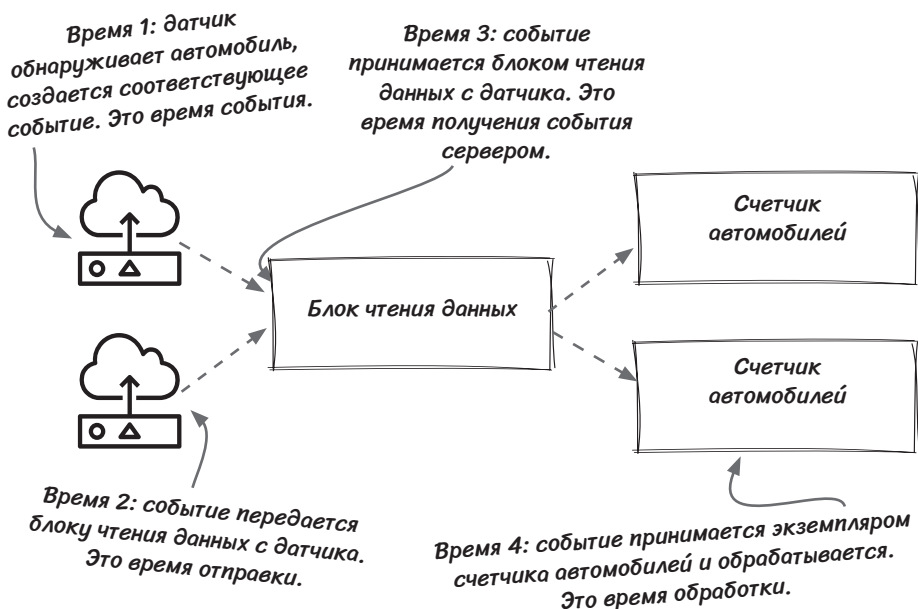 Время 1: датчик
обнаруживает автомобиль,
создается соответствующее
событие. Это время события.
Время 3: событие
принимается блоком чтения
данных с датчика. Это
время получения события
сервером.
Счетчик
автомобилей
Блок чтения данных
Счетчик
автомобилей
Время 2: событие передается
блоку чтения данных с датчика.
Это время отправки.
Время 4: событие принимается экземпляром
счетчика автомобилей и обрабатывается.
Это время обработки.